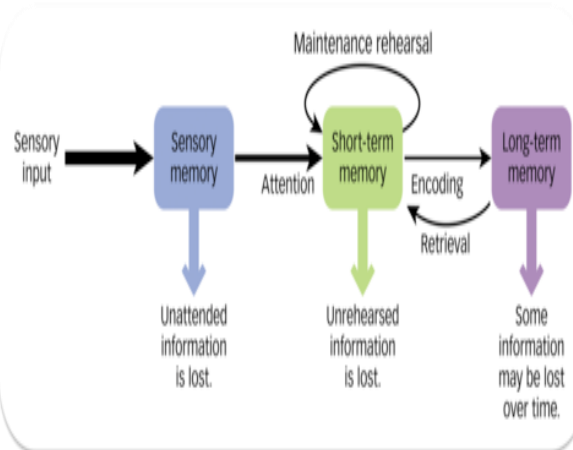 Maintenance rehearsal
Sensory
input
Sensory
memory
Attention
Short-term
memory
Encoding
Retrieval
Long-term
memory
Unattended
information
is lost.
Unrehearsed
information
is lost.
Some
information
may be lost
over time.